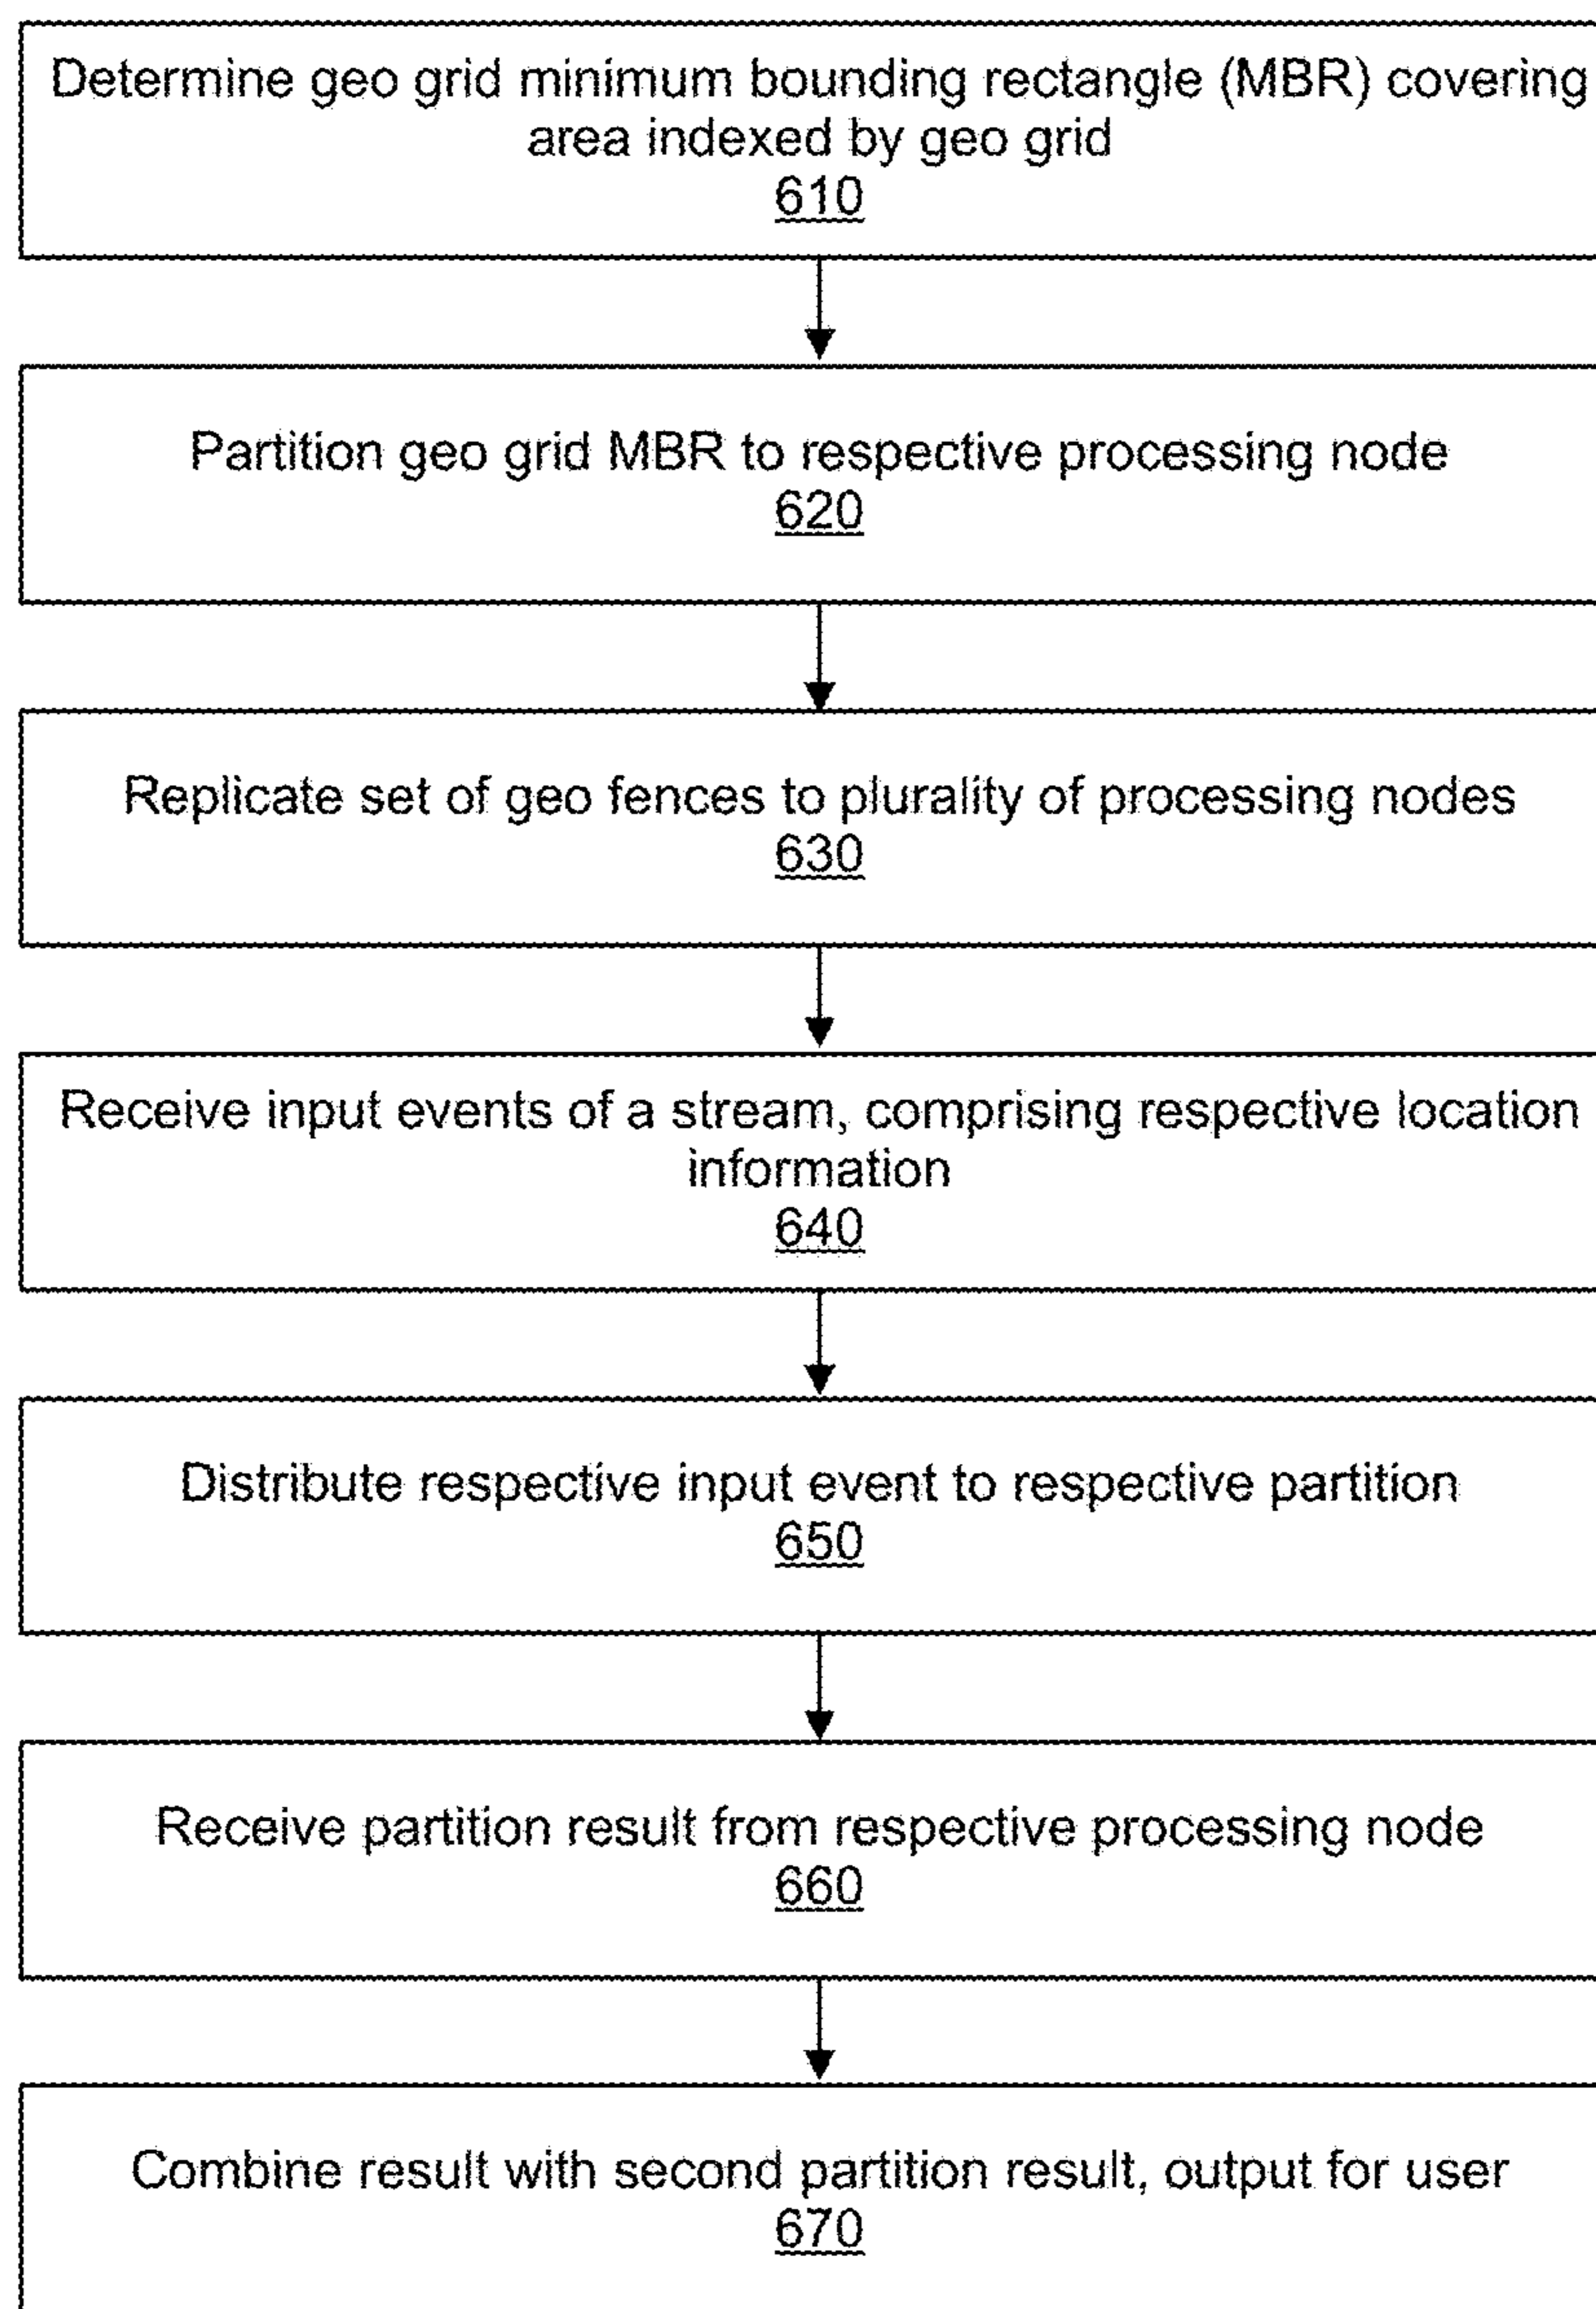 Determine geo grid minimum bounding rectangle (MBR) covering
area indexed by geo grid
610
Partition geo grid MBR to respective processing node
620
Replicate set of geo fences to plurality of processing nodes
630
Receive input events of a stream, comprising respective location
information
640
Distribute respective input event to respective partition
650
Receive partition result from respective processing node
660
Combine result with second partition result, output for user
670